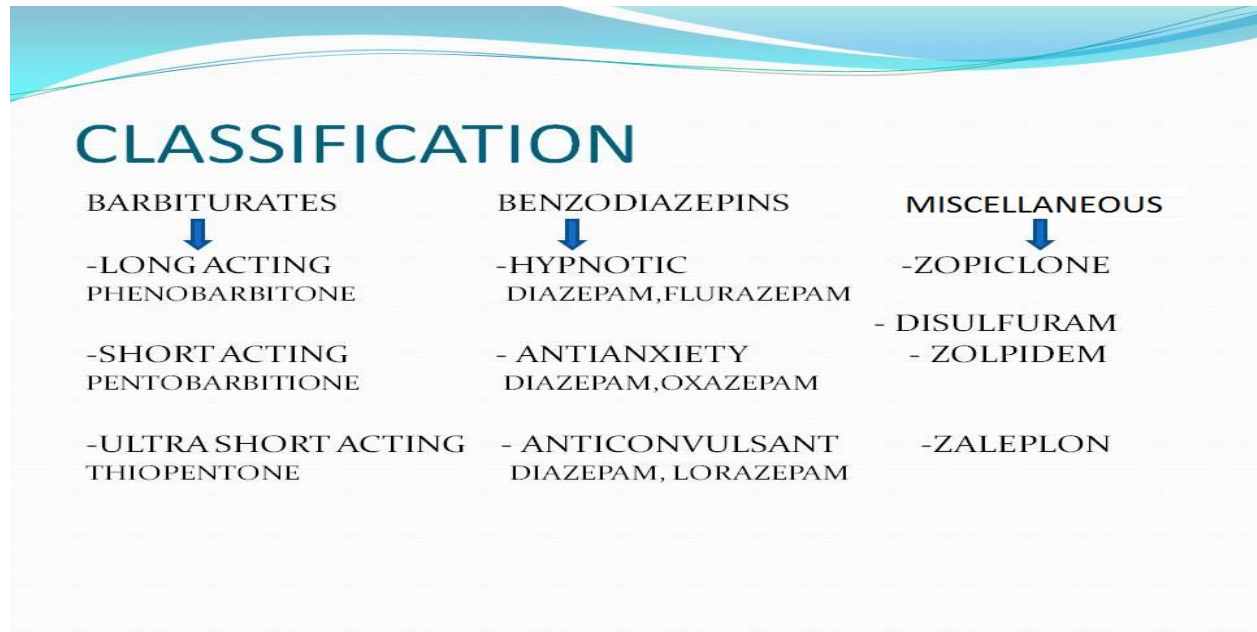 CLASSIFICATION
BARBITURATES
-LONG ACTING
PHENOBARBITONE
-SHORT ACTING
PENTOBARBITIONE
-ULTRA SHORT ACTING
THIOPENTONE
BENZODIAZEPINS
-HYPNOTIC
DIAZEPAM,FLURAZEPAM
- ANTIANXIETY
DIAZEPAM,OXAZEPAM
- ANTICONVULSANT
DIAZEPAM, LORAZEPAM
MISCELLANEOUS
-ZOPICLONE
- DISULFURAM
- ZOLPIDEM
-ZALEPLON